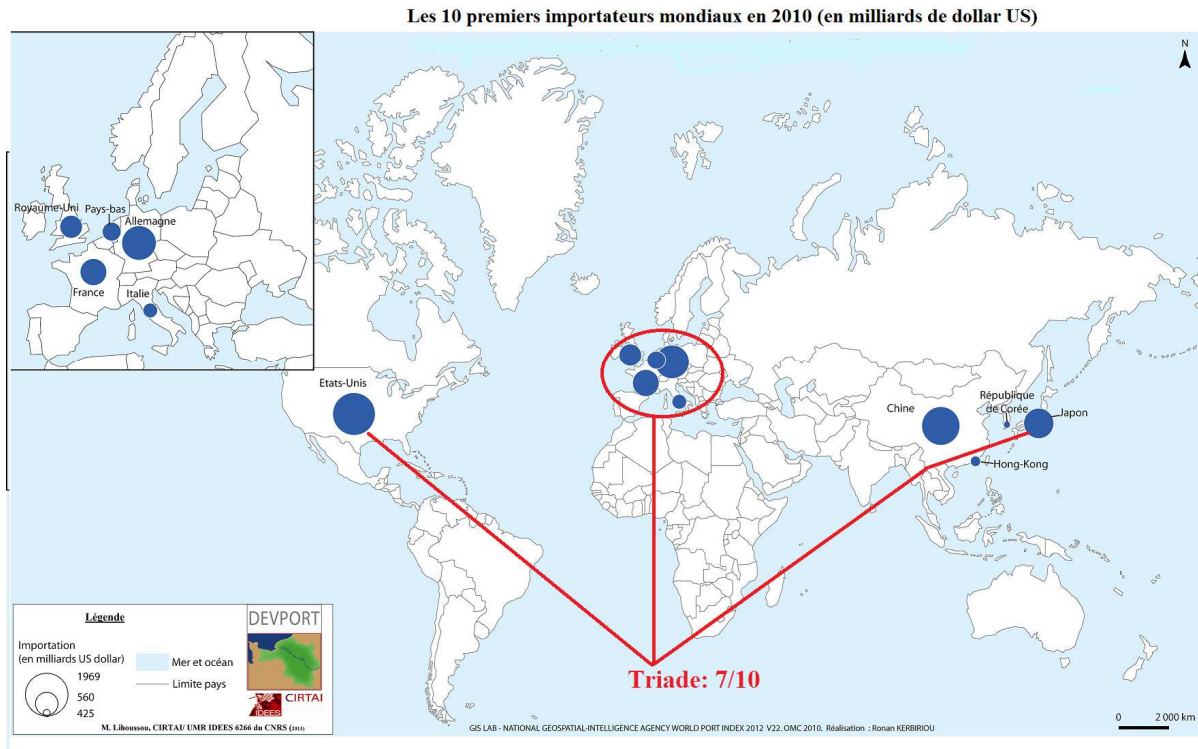 Les 10 premiers importateurs mondiaux en 2010 (en milliards de dollar US)
N
Royaume-Uni
Pays-bas
Allemagne
France
Italie
Etats-Unis
Chine
République
de Corée
Japon
Hong-Kong
Triade: 7/10
Légende
Importation
(en milliards US dollar)
1969
560
425
Mer et océan
Limite pays
DEVPORT
IDEES
CIRTAI
M. Lihoussou, CIRTAI/ UMR IDEES 6266 du CNRS (2013)
GIS LAB - NATIONAL GEOSPATIAL-INTELLIGENCE AGENCY WORLD PORT INDEX 2012 V22. OMC 2010. Réalisation : Ronan KERBIRIOU
0 2 000 km